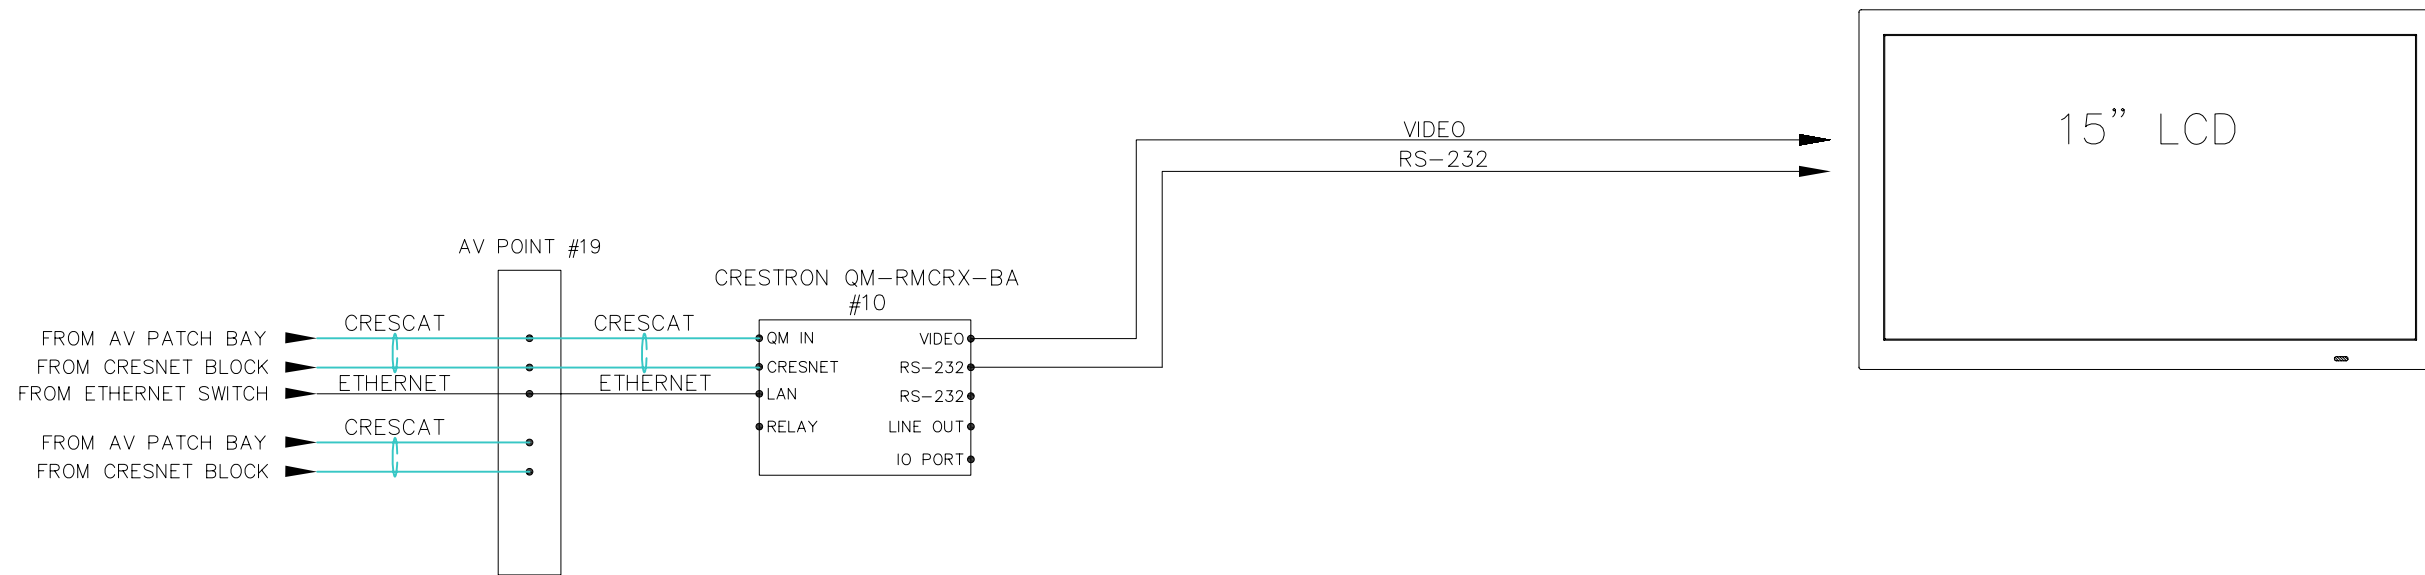 15” LCD
VIDEO
RS-232
AV POINT #19
CRESTRON QM-RMCRX-BA
#10
FROM AV PATCH BAY
CRESCAT
CRESCAT
QM IN
VIDEO
FROM CRESNET BLOCK
CRESNET
RS-232
FROM ETHERNET SWITCH
ETHERNET
ETHERNET
LAN
RS-232
FROM AV PATCH BAY
CRESCAT
RELAY
LINE OUT
FROM CRESNET BLOCK
IO PORT